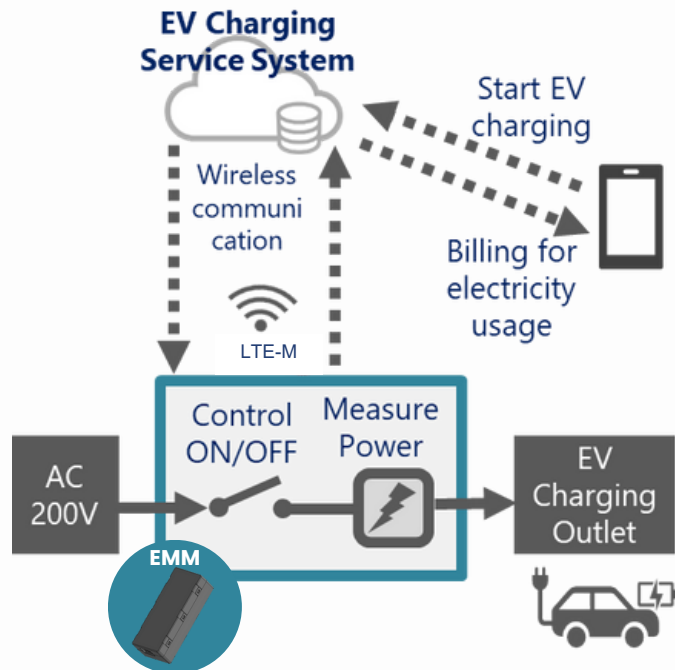 EV Charging
Service System
Start EV
charging
Wireless
communi
cation
Billing for
electricity
usage
LTE-M
Control
ON/OFF
Measure
Power
AC
200V
EV
Charging
Outlet
EMM